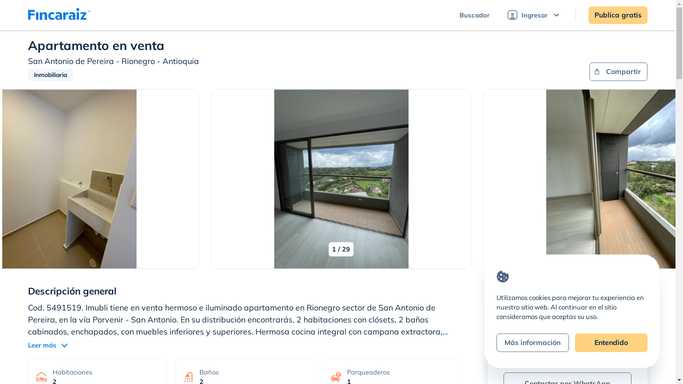 Fincaraiz
Buscador
Ingresar
Publica gratis
Apartamento en venta
San Antonio de Pereira - Rionegro - Antioquia
Inmobiliaria
Compartir
1 / 29
Descripción general
Cod. 5491519. Imubli tiene en venta hermoso e iluminado apartamento en Rionegro sector de San Antonio de
Pereira, en la vía Porvenir - San Antonio. En su distribución encontrarás, 2 habitaciones con clósets, 2 baños
cabinados, enchapados, con muebles inferiores y superiores. Hermosa cocina integral con campana extractora,...
Leer más
Habitaciones
2
Baños
2
Parqueaderos
1
Utilizamos cookies para mejorar tu experiencia en
nuestro sitio web. Al continuar en el sitio
consideramos que aceptas su uso.
Más información
Entendido
Contactar por WhatsApp